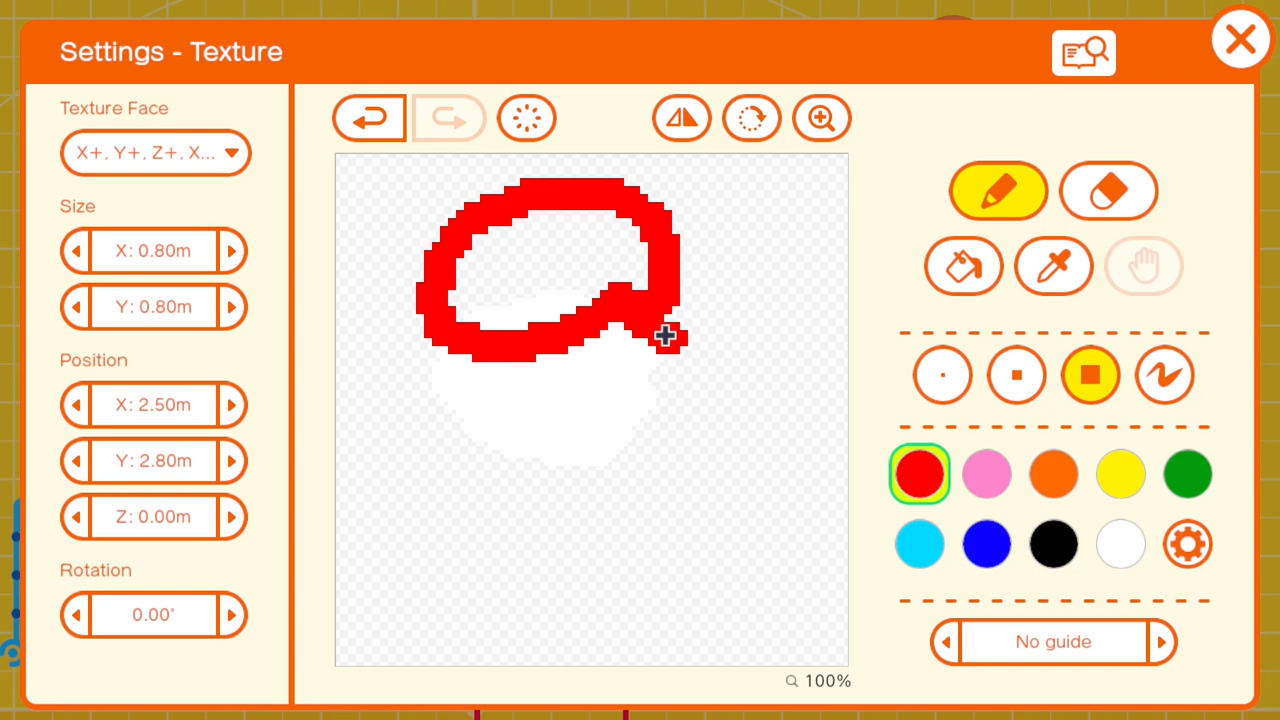 Settings - Texture
Texture Face
X+, Y+, Z+, X...
Size
X: 0.80m
Y: 0.80m
Position
X: 2.50m
Y: 2.80m
Z: 0.00m
Rotation
0.00°
No guide
100%